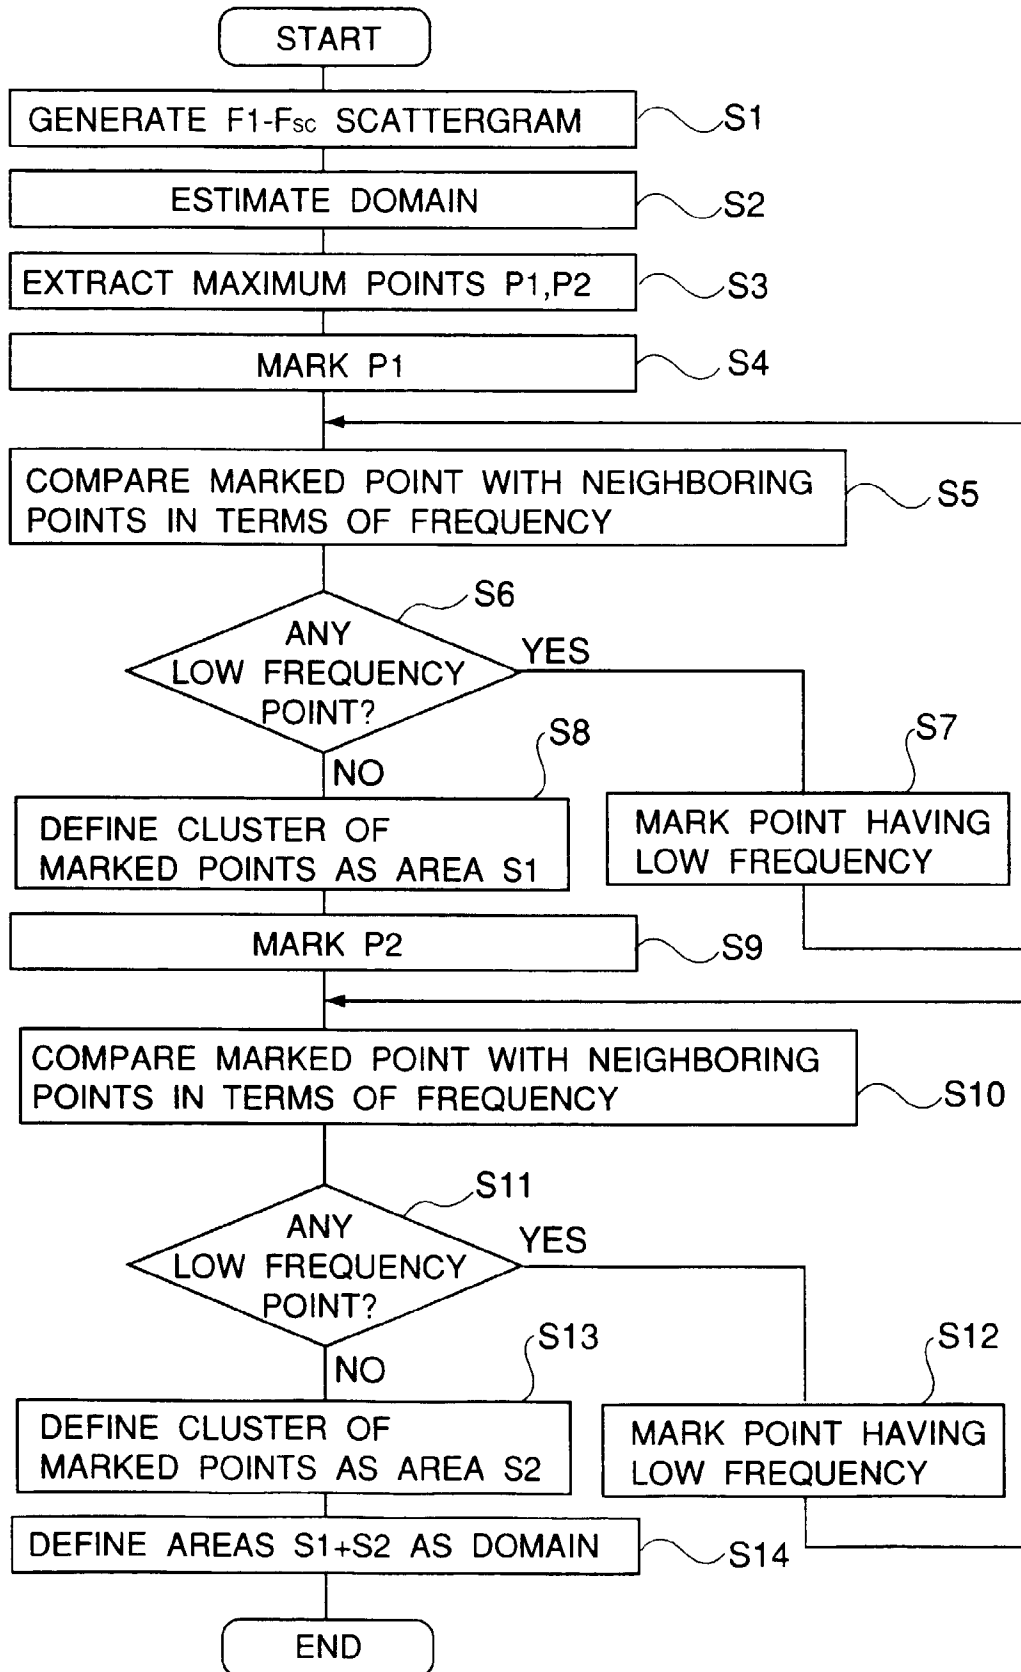 START
GENERATE F1-Fsc SCATTERGRAM
S1
ESTIMATE DOMAIN
S2
EXTRACT MAXIMUM POINTS P1,P2
S3
MARK P1
S4
COMPARE MARKED POINT WITH NEIGHBORING
POINTS IN TERMS OF FREQUENCY
S5
S6
ANY
LOW FREQUENCY
POINT?
YES
NO
S7
MARK POINT HAVING
LOW FREQUENCY
S8
DEFINE CLUSTER OF
MARKED POINTS AS AREA S1
MARK P2
S9
COMPARE MARKED POINT WITH NEIGHBORING
POINTS IN TERMS OF FREQUENCY
S10
S11
ANY
LOW FREQUENCY
POINT?
YES
NO
S12
MARK POINT HAVING
LOW FREQUENCY
S13
DEFINE CLUSTER OF
MARKED POINTS AS AREA S2
DEFINE AREAS S1+S2 AS DOMAIN
S14
END